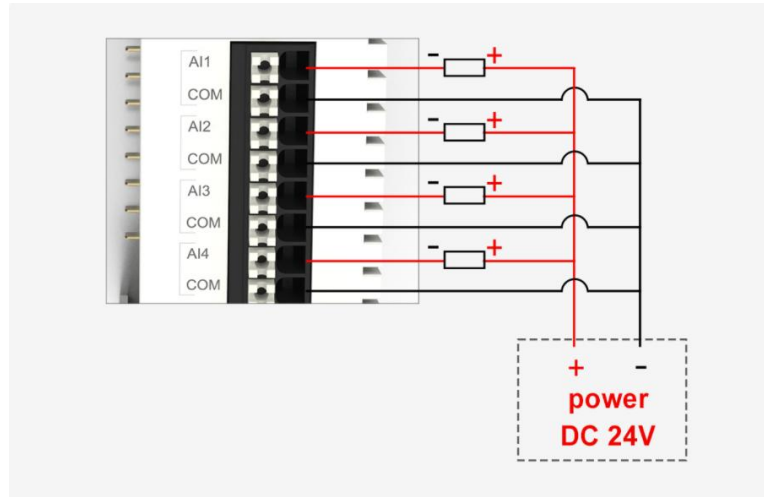 AI1
- +
COM
AI2
- +
COM
AI3
- +
COM
AI4
- +
COM
+ -
power
DC 24V